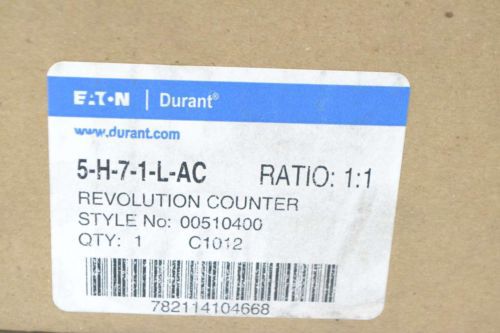 EATON | Durant®
www.durant.com
5-H-7-1-L-AC RATIO: 1:1
REVOLUTION COUNTER
STYLE No: 00510400
QTY: 1 C1012
782114104668